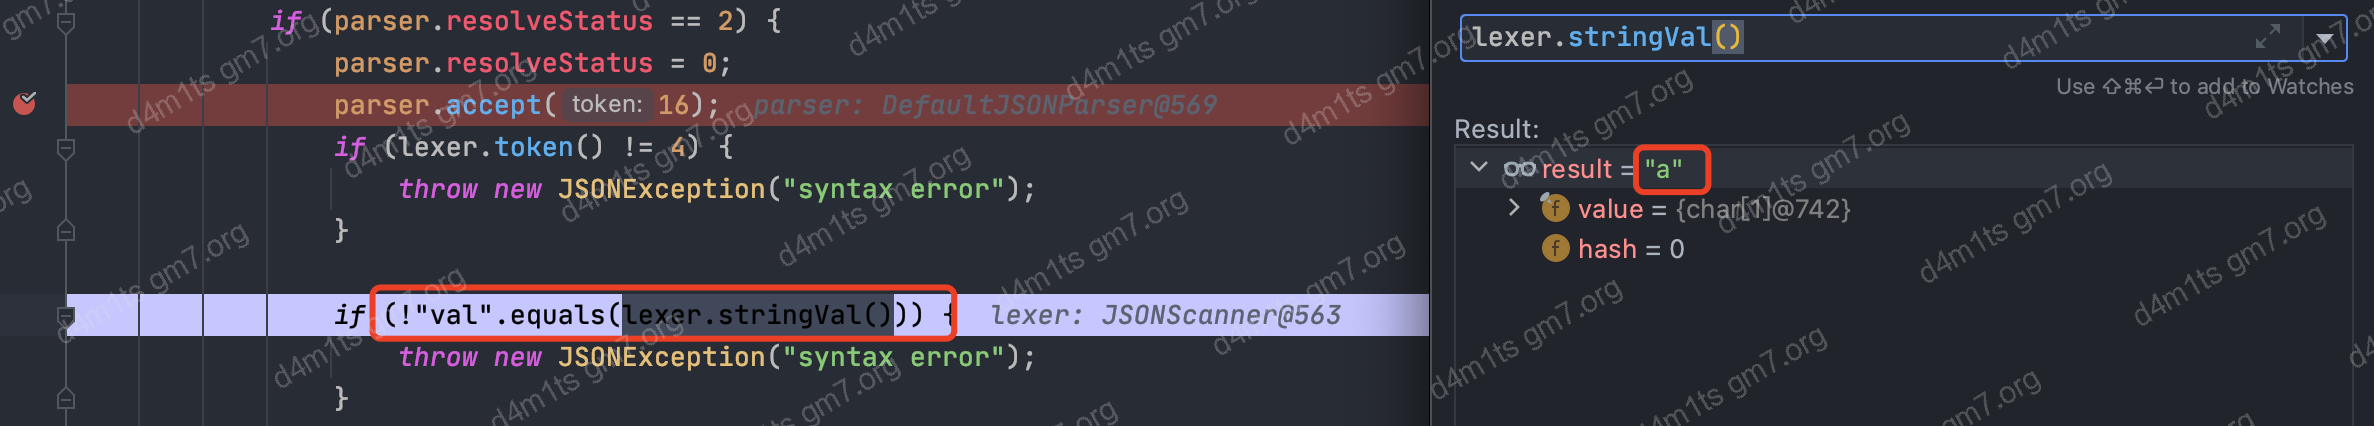 if (parser.resolveStatus == 2) {
parser.resolveStatus = 0;
parser.accept( token: 16); parser: DefaultJSONParser@569
if (lexer.token() != 4) {
throw new JSONException("syntax error");
}
if (!"val".equals(lexer.stringVal())) { lexer: JSONScanner@563
throw new JSONException("syntax error");
}
lexer.stringVal()
Use ⇧⌘↩ to add to Watches
Result:
result = "a"
f value = {char[1]@742}
f hash = 0
d4m1ts gm7.org